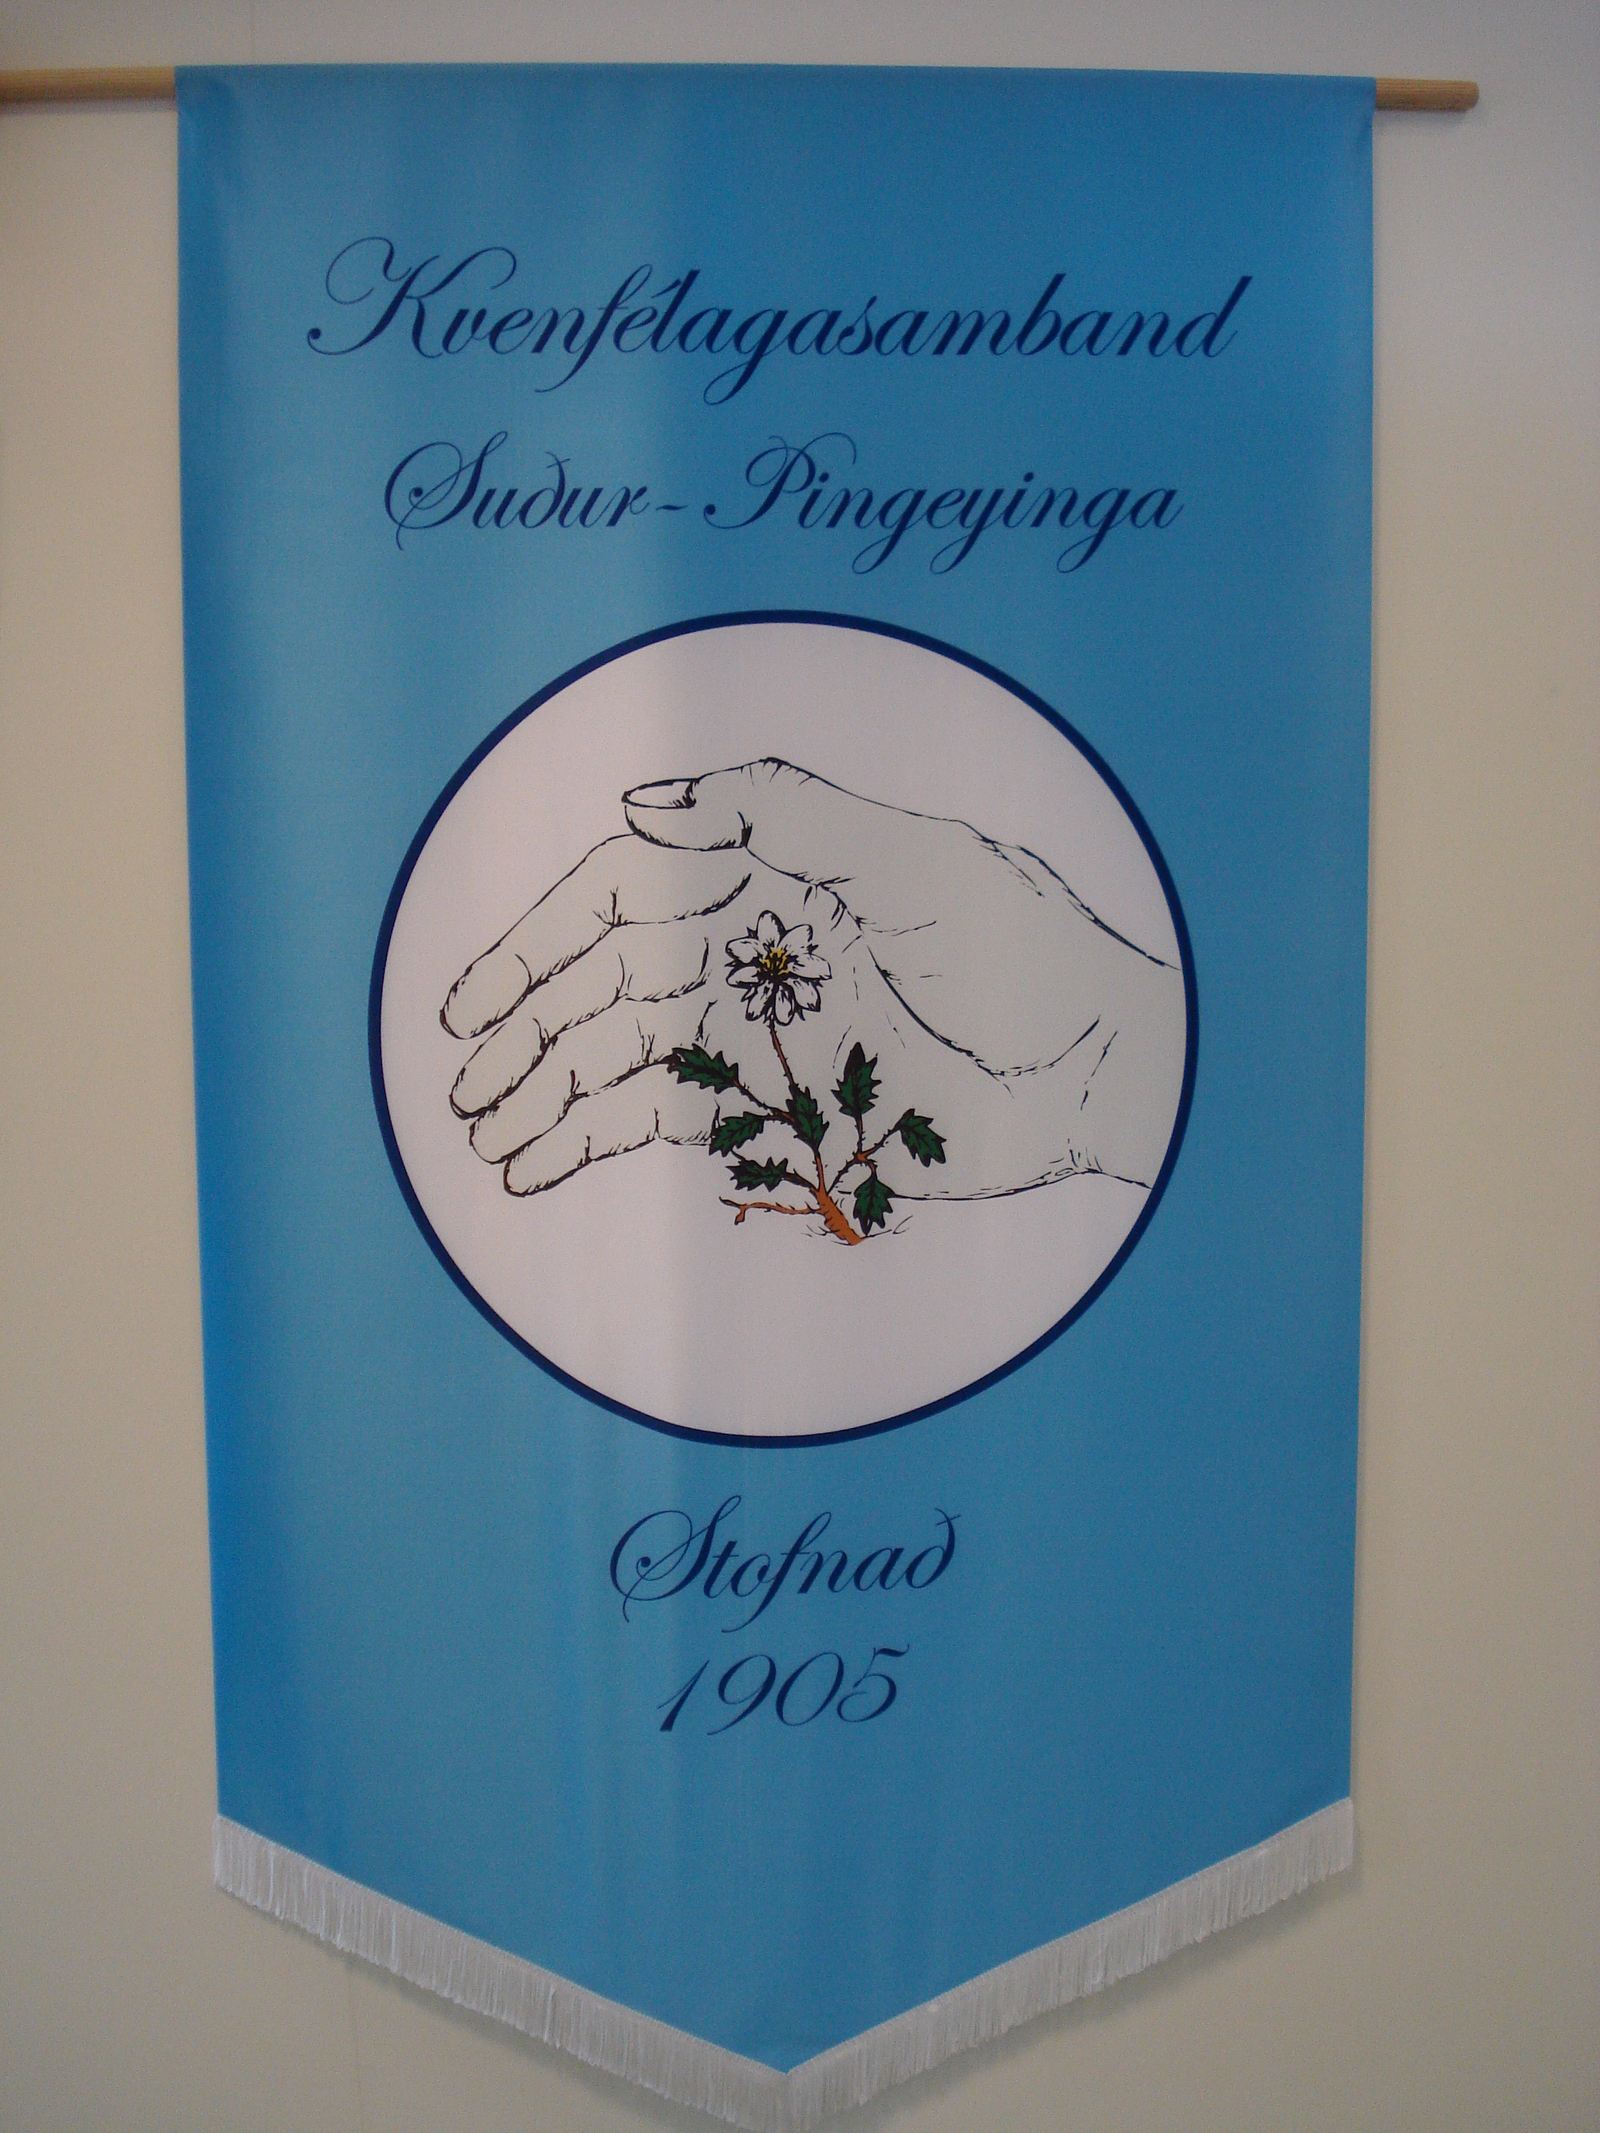 Kvenfélagasamband
Suður-Þingeyinga
Stofnað
1905